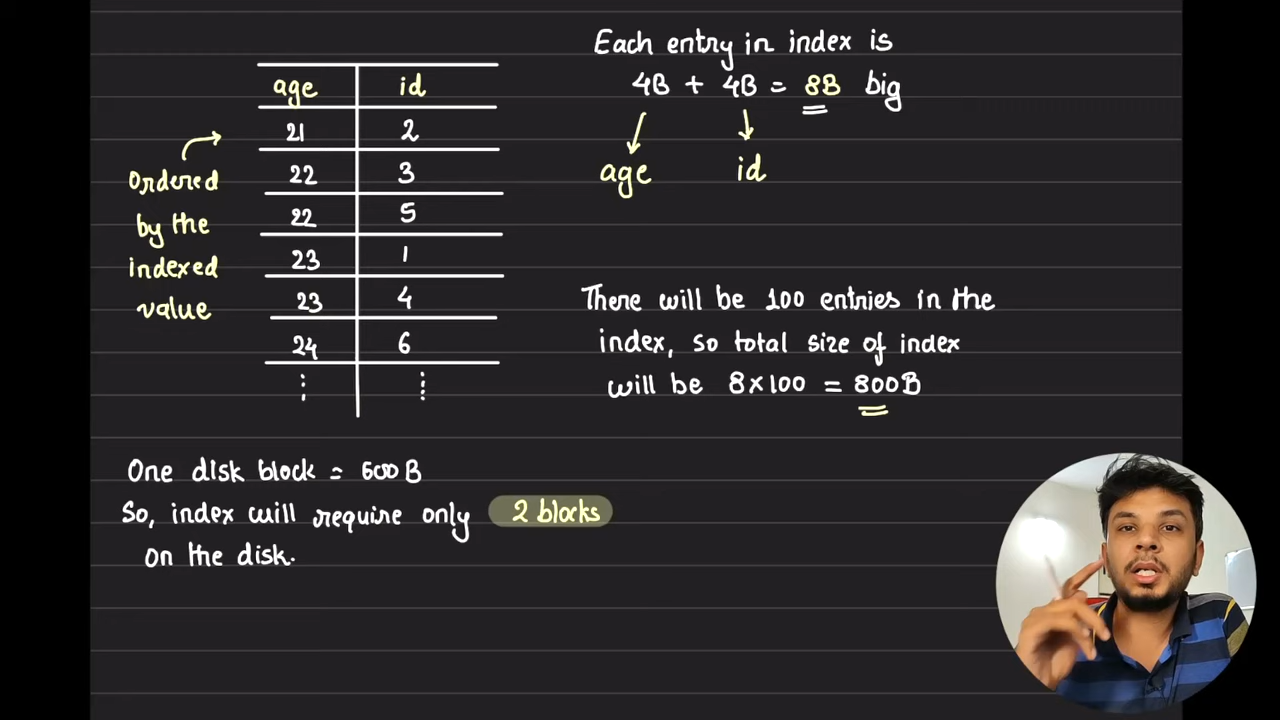 age id
21 2
22 3
22 5
23 1
23 4
24 6
Ordered
by the
indexed
value
Each entry in index is
4B + 4B = 8B big
age id
There will be 100 entries in the
index, so total size of index
will be 8×100 = 800B
One disk block = 600 B
So, index will require only 2 blocks
on the disk.